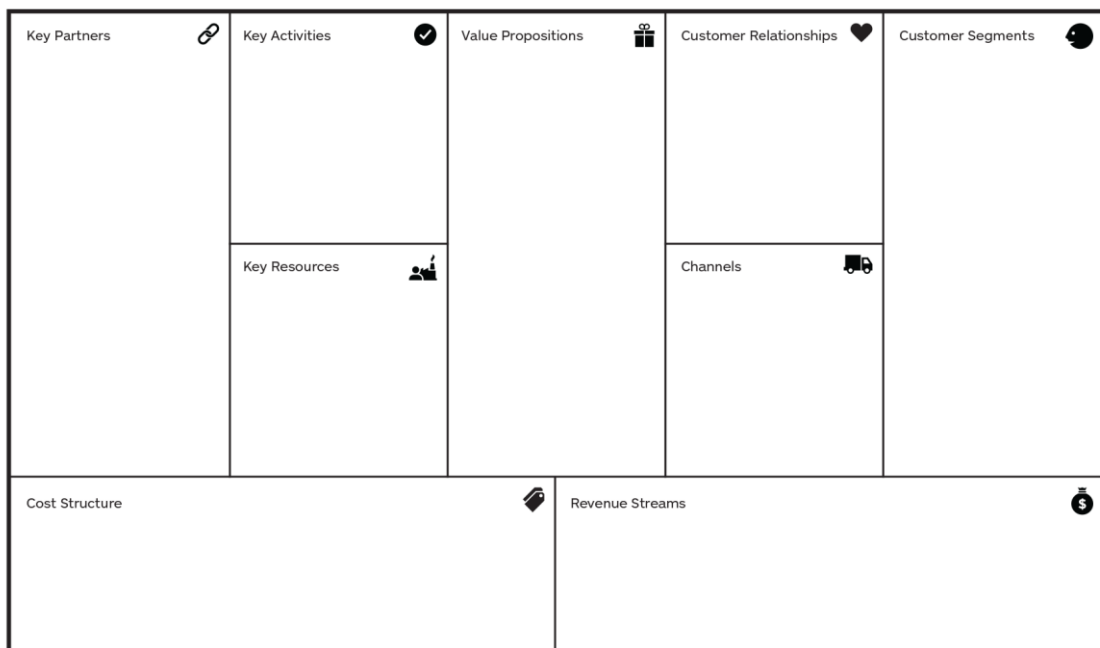 Key Partners
Key Activities
Value Propositions
Customer Relationships
Customer Segments
Key Resources
Channels
Cost Structure
Revenue Streams
$